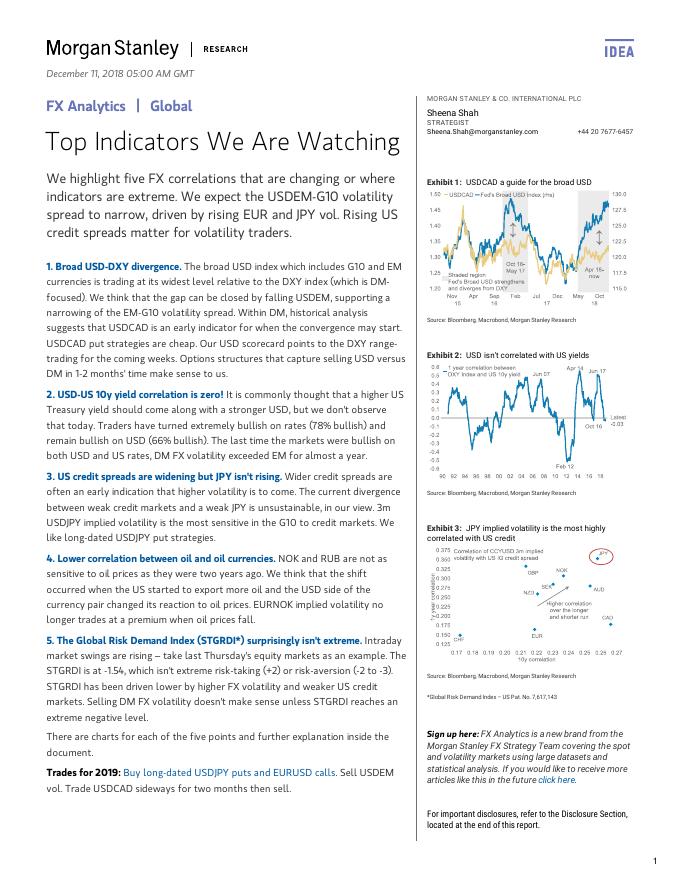 Morgan Stanley | RESEARCH
IDEA
December 11, 2018 05:00 AM GMT
FX Analytics | Global
Top Indicators We Are Watching
We highlight five FX correlations that are changing or where
indicators are extreme. We expect the USDEM-G10 volatility
spread to narrow, driven by rising EUR and JPY vol. Rising US
credit spreads matter for volatility traders.
1. Broad USD-DXY divergence. The broad USD index which includes G10 and EM
currencies is trading at its widest level relative to the DXY index (which is DM-
focused). We think that the gap can be closed by falling USDEM, supporting a
narrowing of the EM-G10 volatility spread. Within DM, historical analysis
suggests that USDCAD is an early indicator for when the convergence may start.
USDCAD put strategies are cheap. Our USD scorecard points to the DXY range-
trading for the coming weeks. Options structures that capture selling USD versus
DM in 1-2 months' time make sense to us.
2. USD-US 10y yield correlation is zero! It is commonly thought that a higher US
Treasury yield should come along with a stronger USD, but we don't observe
that today. Traders have turned extremely bullish on rates (78% bullish) and
remain bullish on USD (66% bullish). The last time the markets were bullish on
both USD and US rates, DM FX volatility exceeded EM for almost a year.
3. US credit spreads are widening but JPY isn't rising. Wider credit spreads are
often an early indication that higher volatility is to come. The current divergence
between weak credit markets and a weak JPY is unsustainable, in our view. 3m
USDJPY implied volatility is the most sensitive in the G10 to credit markets. We
like long-dated USDJPY put strategies.
4. Lower correlation between oil and oil currencies. NOK and RUB are not as
sensitive to oil prices as they were two years ago. We think that the shift
occurred when the US started to export more oil and the USD side of the
currency pair changed its reaction to oil prices. EURNOK implied volatility no
longer trades at a premium when oil prices fall.
5. The Global Risk Demand Index (STGRDI*) surprisingly isn't extreme. Intraday
market swings are rising – take last Thursday's equity markets as an example. The
STGRDI is at -1.54, which isn't extreme risk-taking (+2) or risk-aversion (-2 to -3).
STGRDI has been driven lower by higher FX volatility and weaker US credit
markets. Selling DM FX volatility doesn't make sense unless STGRDI reaches an
extreme negative level.
There are charts for each of the five points and further explanation inside the
document.
Trades for 2019: Buy long-dated USDJPY puts and EURUSD calls. Sell USDEM
vol. Trade USDCAD sideways for two months then sell.
MORGAN STANLEY & CO. INTERNATIONAL PLC
Sheena Shah
STRATEGIST
Sheena.Shah@morganstanley.com +44 20 7677-6457
Exhibit 1: USDCAD a guide for the broad USD
USDCAD Fed's Broad USD Index (rhs)
1.50 130.0
1.45 127.5
1.40 125.0
1.35 122.5
1.30 120.0
1.25 117.5
1.20 115.0
Oct 16-
May 17
Apr 18-
now
Shaded region
Fed's Broad USD strengthens
and diverges from DXY
Nov Apr Sep Feb Jul Dec May Oct
15 16 17 18
Source: Bloomberg, Macrobond, Morgan Stanley Research
Exhibit 2: USD isn't correlated with US yields
1 year correlation between
DXY Index and US 10y yield
Jun 07
Apr 14
Jun 17
0.6
0.5
0.4
0.3
0.2
0.1
0.0
-0.1
-0.2
-0.3
-0.4
-0.5
-0.6
Latest
-0.03
Oct 16
Feb 12
90 92 94 96 98 00 02 04 06 08 10 12 14 16 18
Source: Bloomberg, Macrobond, Morgan Stanley Research
Exhibit 3: JPY implied volatility is the most highly
correlated with US credit
Correlation of CCYUSD 3m implied
volatility with US IG credit spread
1 year correlation
0.375
0.350
0.325
0.300
0.275
0.250
0.225
0.200
0.175
0.150
0.125
JPY
GBP
NOK
SEK
NZD
AUD
Higher correlation
over the longer
and shorter run
CAD
EUR
CHF
0.17 0.18 0.19 0.20 0.21 0.22 0.23 0.24 0.25 0.26 0.27
10y correlation
Source: Bloomberg, Macrobond, Morgan Stanley Research
*Global Risk Demand Index – US Pat. No. 7,617,143
Sign up here: FX Analytics is a new brand from the
Morgan Stanley FX Strategy Team covering the spot
and volatility markets using large datasets and
statistical analysis. If you would like to receive more
articles like this in the future click here.
For important disclosures, refer to the Disclosure Section,
located at the end of this report.
1